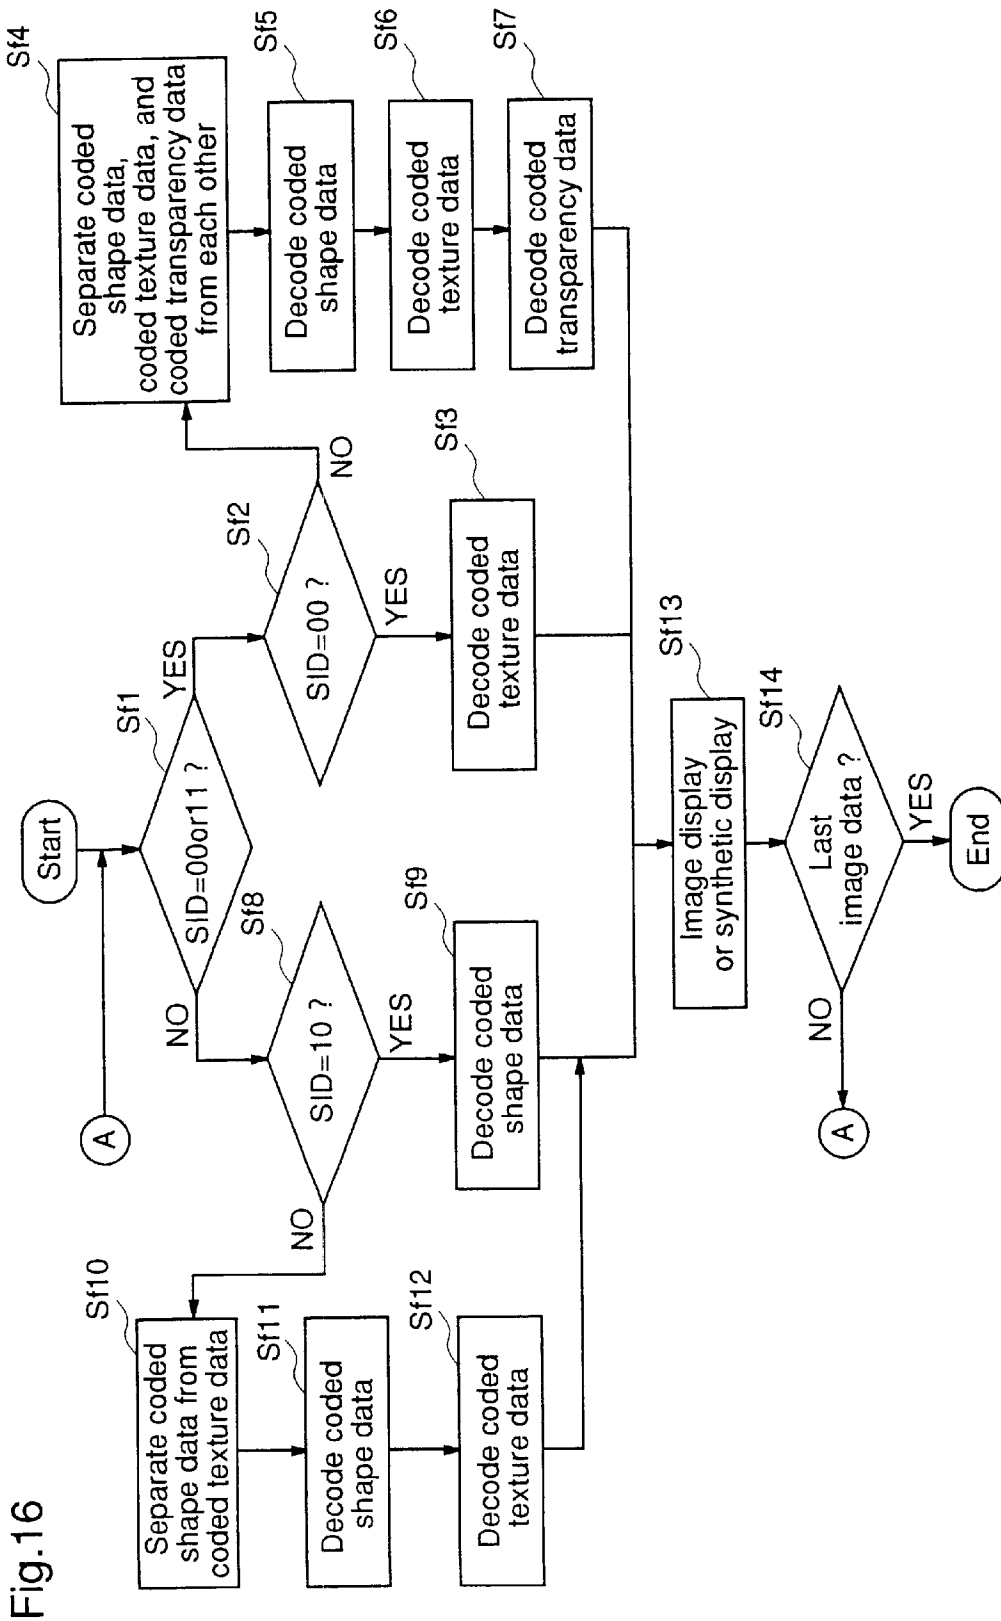 Fig.16
Start
A
Sf1
SID=00or11 ?
YES
NO
Sf2
SID=00 ?
NO
YES
Sf3
Decode coded
texture data
Sf4
Separate coded
shape data,
coded texture data, and
coded transparency data
from each other
Sf5
Decode coded
shape data
Sf6
Decode coded
texture data
Sf7
Decode coded
transparency data
Sf8
SID=10 ?
NO
YES
Sf9
Decode coded
shape data
Sf10
Separate coded
shape data from
coded texture data
Sf11
Decode coded
shape data
Sf12
Decode coded
texture data
Sf13
Image display
or synthetic display
Sf14
Last
image data ?
NO
YES
A
End